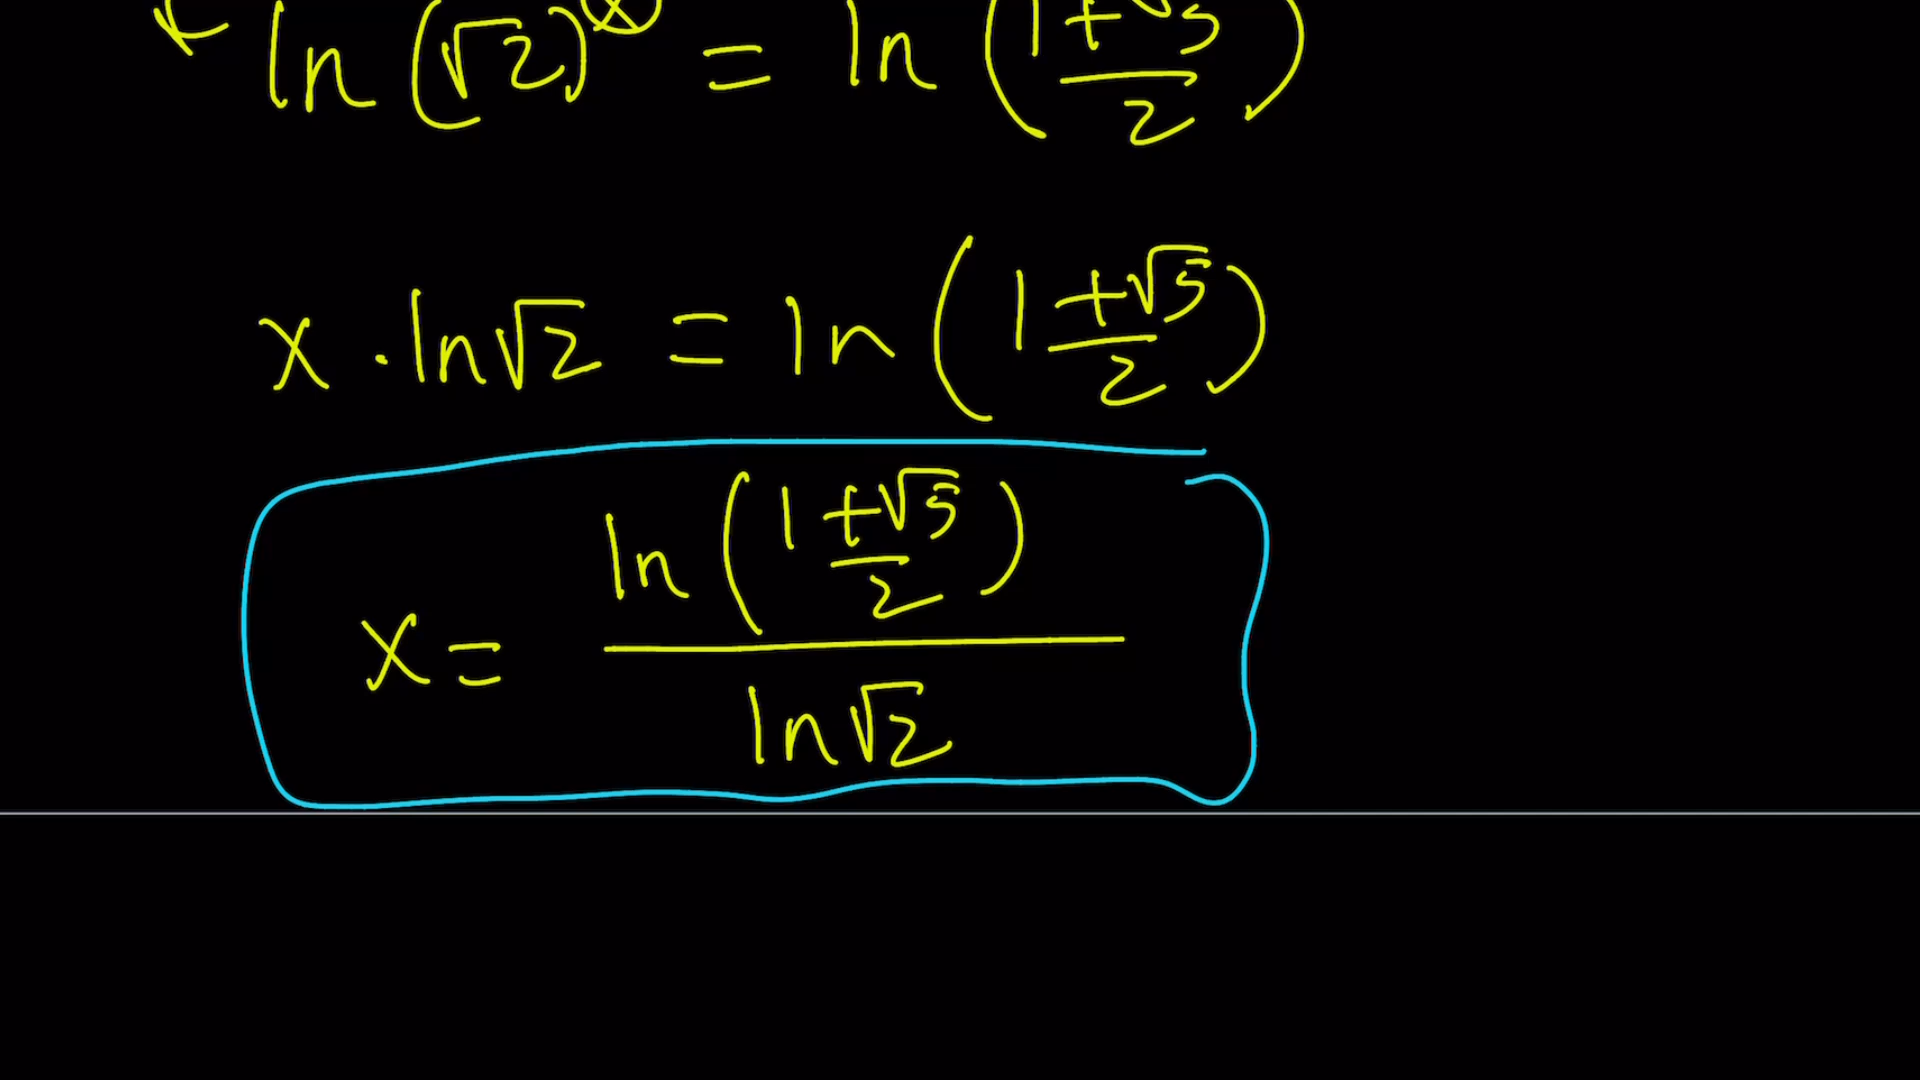 ln (√2)^x = ln ((1+√5)/2)
x · ln√2 = ln ((1+√5)/2)
x = ln ((1+√5)/2) / ln√2